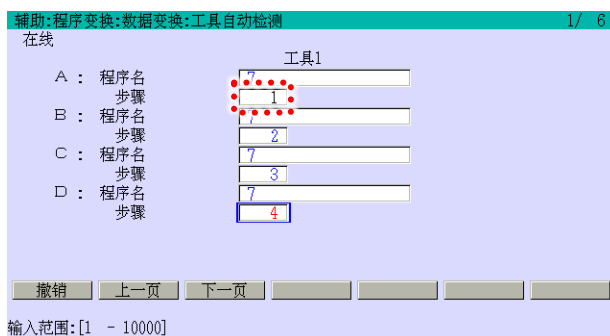 辅助:程序变换:数据变换:工具自动检测 1/ 6
在线
工具1
A : 程序名 7
步骤 1
B : 程序名 7
步骤 2
C : 程序名 7
步骤 3
D : 程序名 7
步骤 4
撤销 上一页 下一页
输入范围:[1 - 10000]